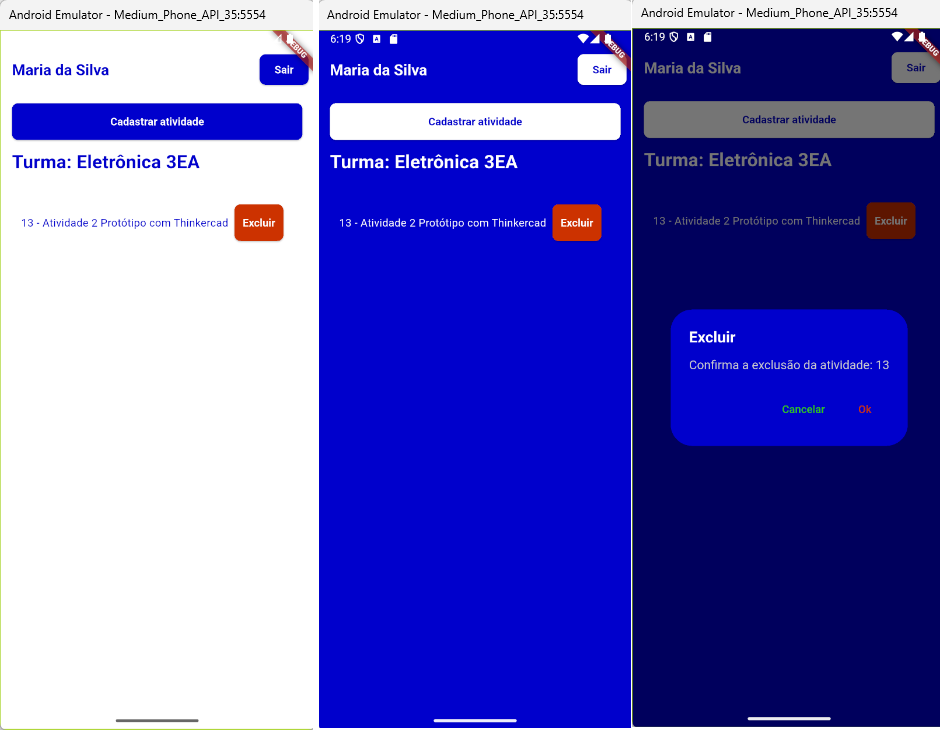 Android Emulator - Medium_Phone_API_35:5554
DEBUG
Maria da Silva
Sair
Cadastrar atividade
Turma: Eletrônica 3EA
13 - Atividade 2 Protótipo com Thinkercad
Excluir
Android Emulator - Medium_Phone_API_35:5554
6:19
DEBUG
Maria da Silva
Sair
Cadastrar atividade
Turma: Eletrônica 3EA
13 - Atividade 2 Protótipo com Thinkercad
Excluir
Android Emulator - Medium_Phone_API_35:5554
6:19
DEBUG
Maria da Silva
Sair
Cadastrar atividade
Turma: Eletrônica 3EA
13 - Atividade 2 Protótipo com Thinkercad
Excluir
Excluir
Confirma a exclusão da atividade: 13
Cancelar
Ok